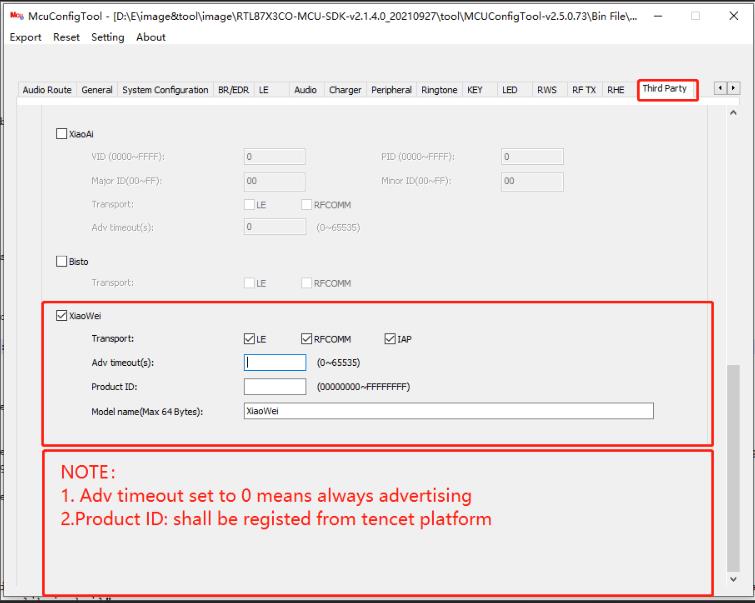 McuConfigTool - [D:\E\image&tool\image\RTL87X3CO-MCU-SDK-v2.1.4.0_20210927\tool\MCUConfigTool-v2.5.0.73\Bin File\...
Export Reset Setting About
Audio Route General System Configuration BR/EDR LE Audio Charger Peripheral Ringtone KEY LED RWS RF TX RHE Third Party
XiaoAi
VID (0000~FFFF): 0 PID (0000~FFFF): 0
Major ID(00~FF): 00 Minor ID(00~FF): 00
Transport: LE RFCOMM
Adv timeout(s): 0 (0~65535)
Bisto
Transport: LE RFCOMM
XiaoWei
Transport: LE RFCOMM IAP
Adv timeout(s): (0~65535)
Product ID: (00000000~FFFFFFFF)
Model name(Max 64 Bytes): XiaoWei
NOTE：
1. Adv timeout set to 0 means always advertising
2.Product ID: shall be registed from tencet platform